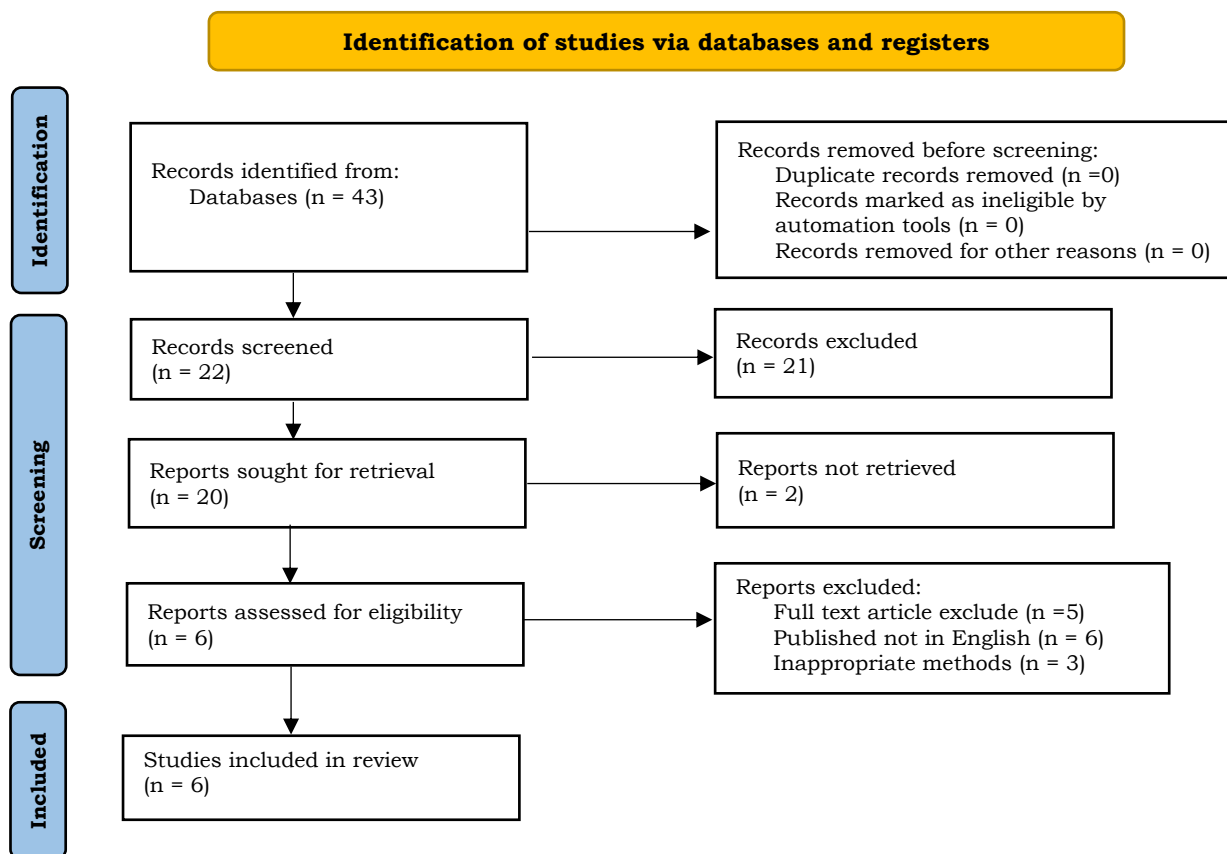 Identification of studies via databases and registers
Identification
Records identified from:
Databases (n = 43)
Records removed before screening:
Duplicate records removed (n =0)
Records marked as ineligible by
automation tools (n = 0)
Records removed for other reasons (n = 0)
Screening
Records screened
(n = 22)
Records excluded
(n = 21)
Reports sought for retrieval
(n = 20)
Reports not retrieved
(n = 2)
Reports assessed for eligibility
(n = 6)
Reports excluded:
Full text article exclude (n =5)
Published not in English (n = 6)
Inappropriate methods (n = 3)
Included
Studies included in review
(n = 6)